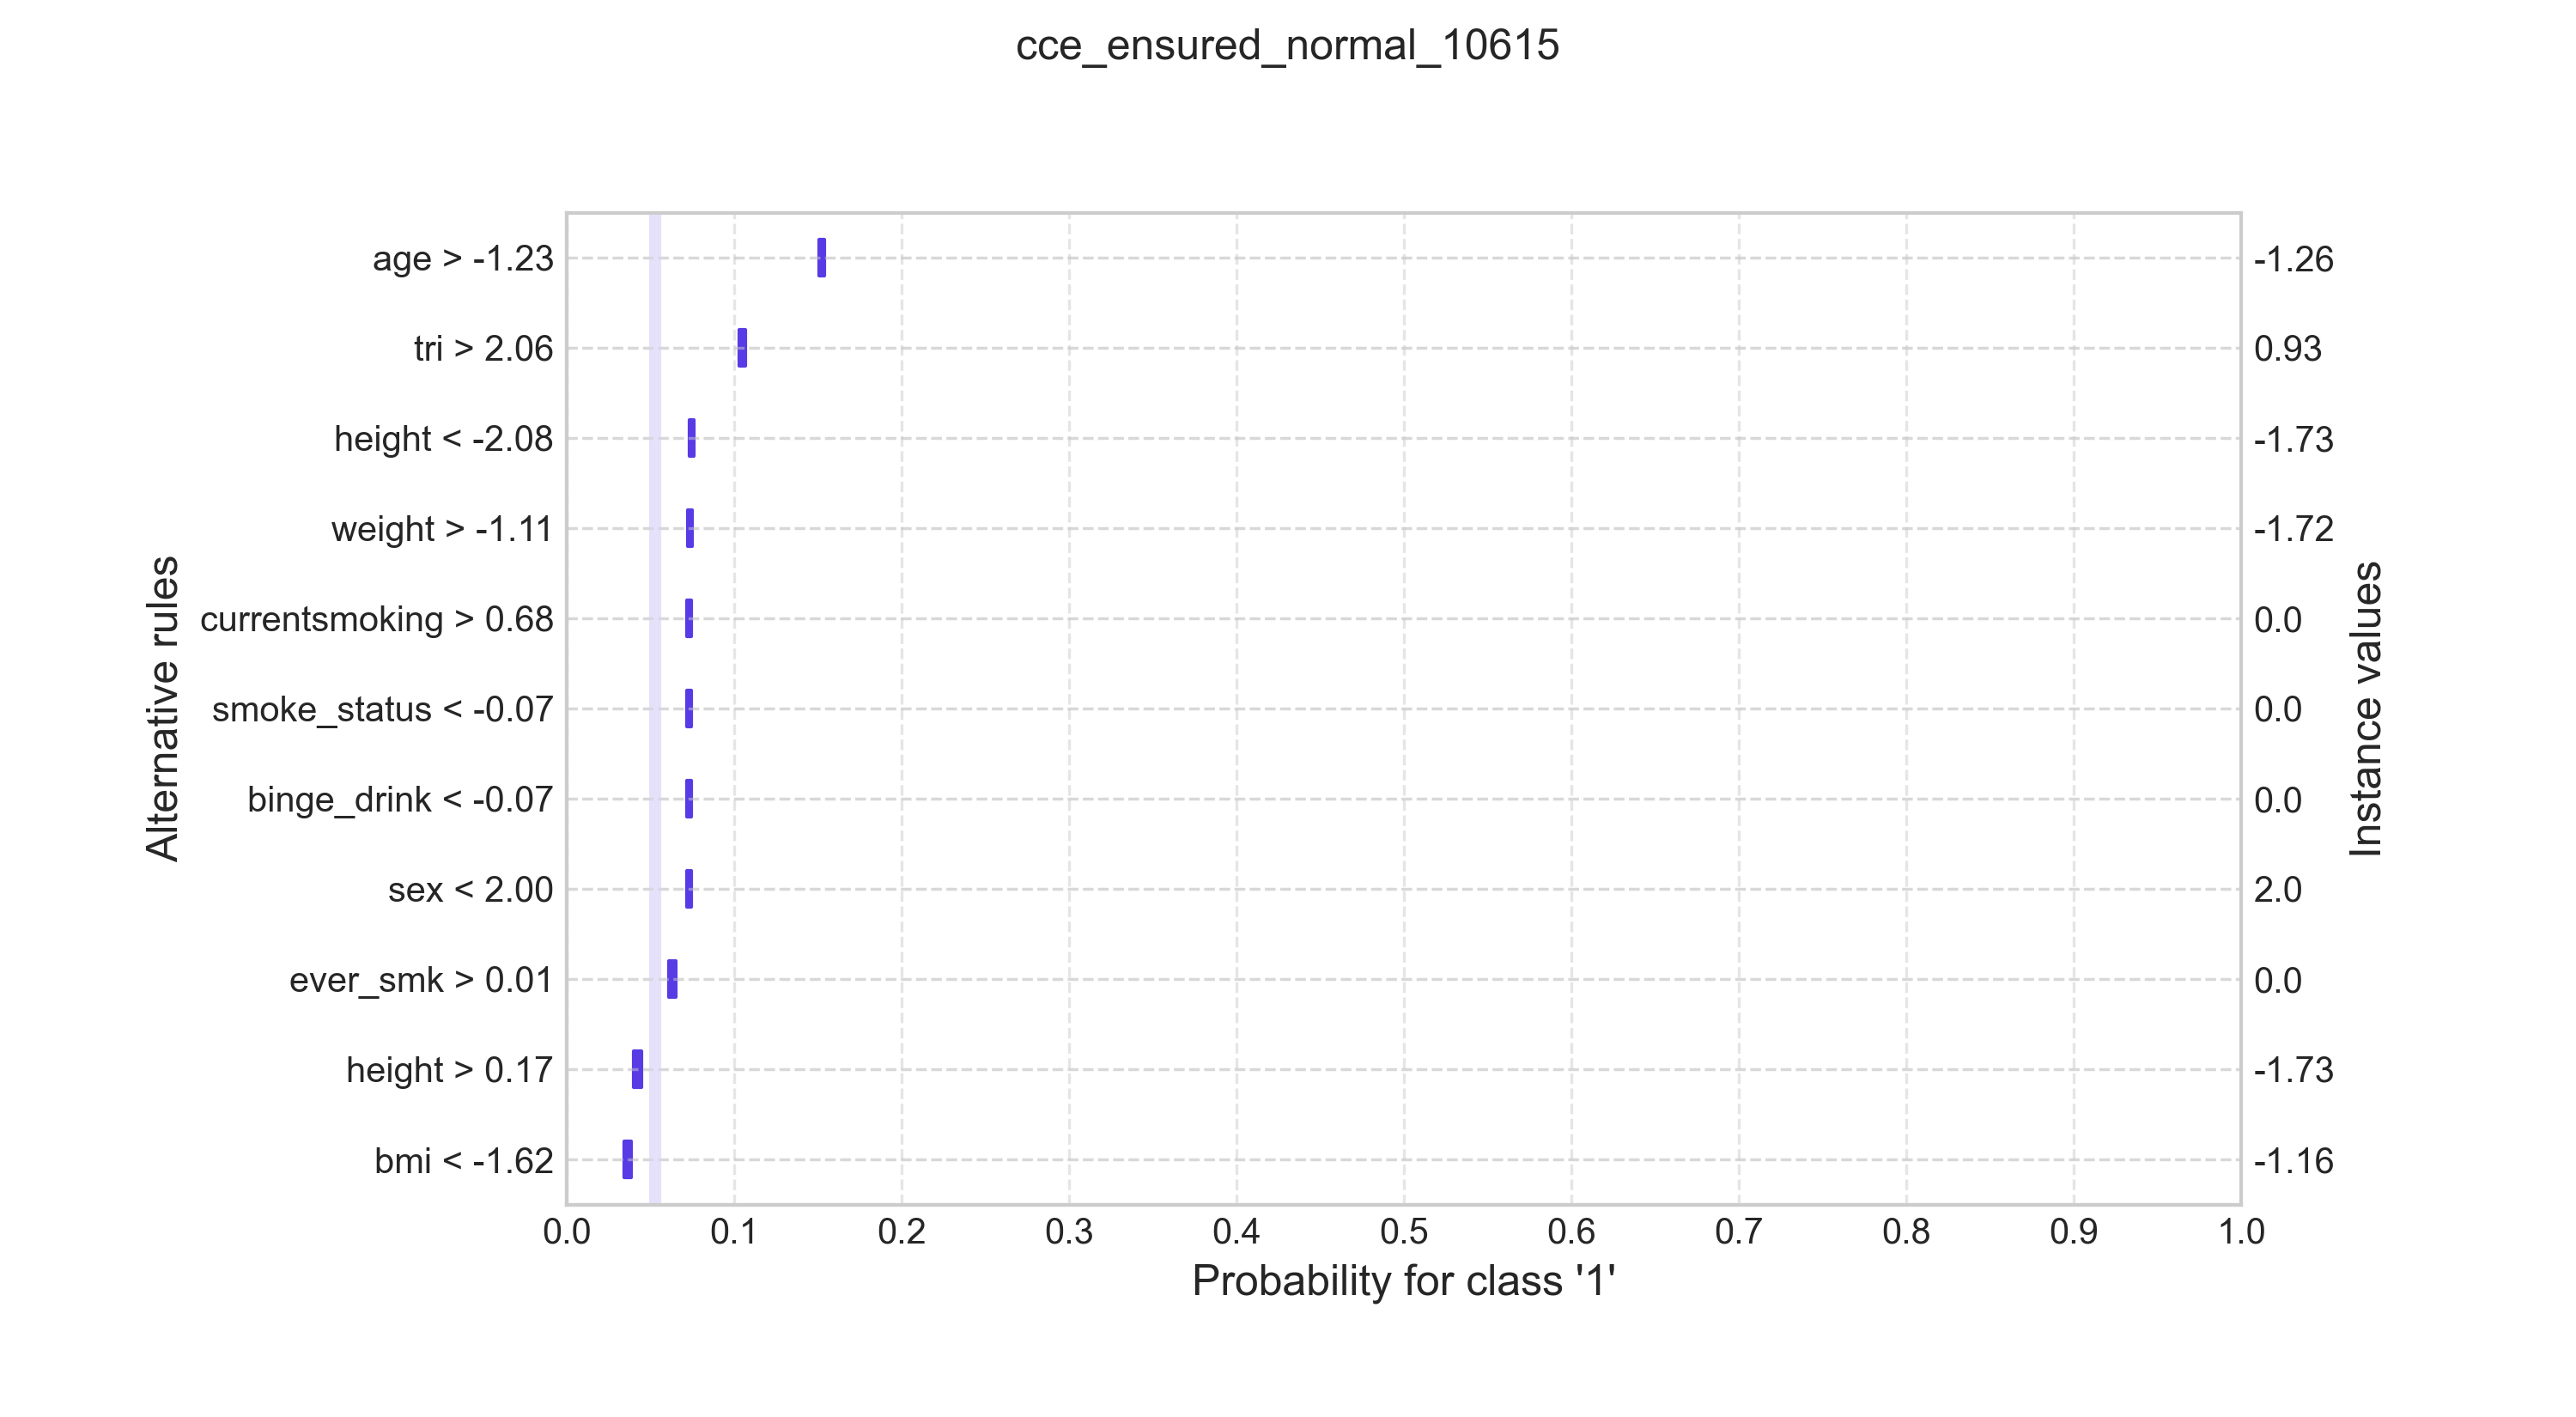 cce_ensured_normal_10615
Alternative rules
age > -1.23
-1.26
tri > 2.06
0.93
height < -2.08
-1.73
weight > -1.11
-1.72
currentsmoking > 0.68
0.0
smoke_status < -0.07
0.0
binge_drink < -0.07
0.0
sex < 2.00
2.0
ever_smk > 0.01
0.0
height > 0.17
-1.73
bmi < -1.62
-1.16
Instance values
0.0 0.1 0.2 0.3 0.4 0.5 0.6 0.7 0.8 0.9 1.0
Probability for class '1'